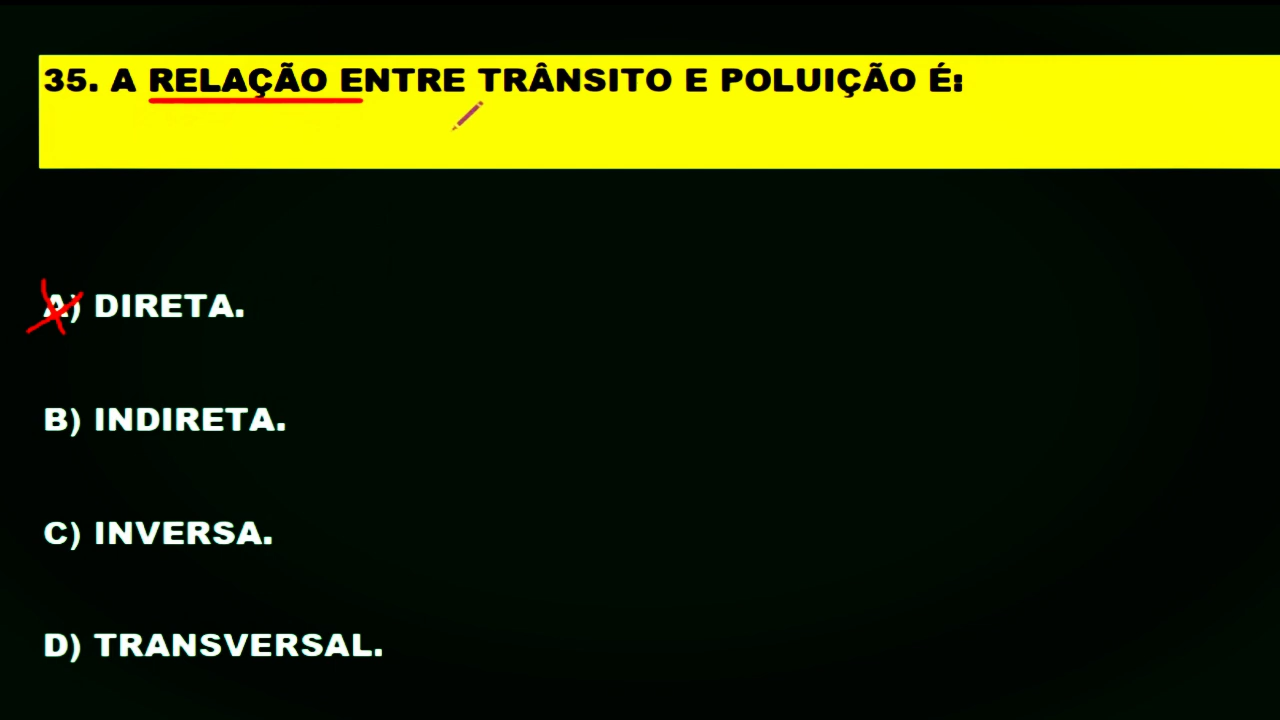 35. A RELAÇÃO ENTRE TRÂNSITO E POLUIÇÃO É:
A) DIRETA.
B) INDIRETA.
C) INVERSA.
D) TRANSVERSAL.